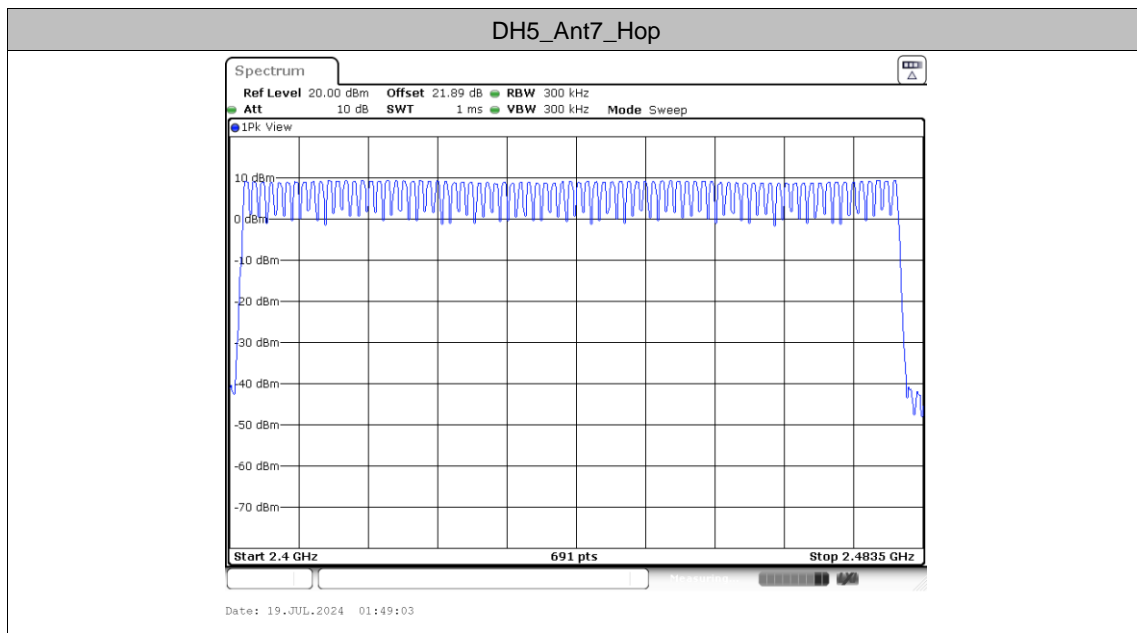 DH5_Ant7_Hop
Spectrum
Ref Level 20.00 dBm Offset 21.89 dB RBW 300 kHz
Att 10 dB SWT 1 ms VBW 300 kHz Mode Sweep
1Pk View
10 dBm
0 dBm
-10 dBm
-20 dBm
-30 dBm
-40 dBm
-50 dBm
-60 dBm
-70 dBm
Start 2.4 GHz 691 pts Stop 2.4835 GHz
Measuring...
Date: 19.JUL.2024 01:49:03